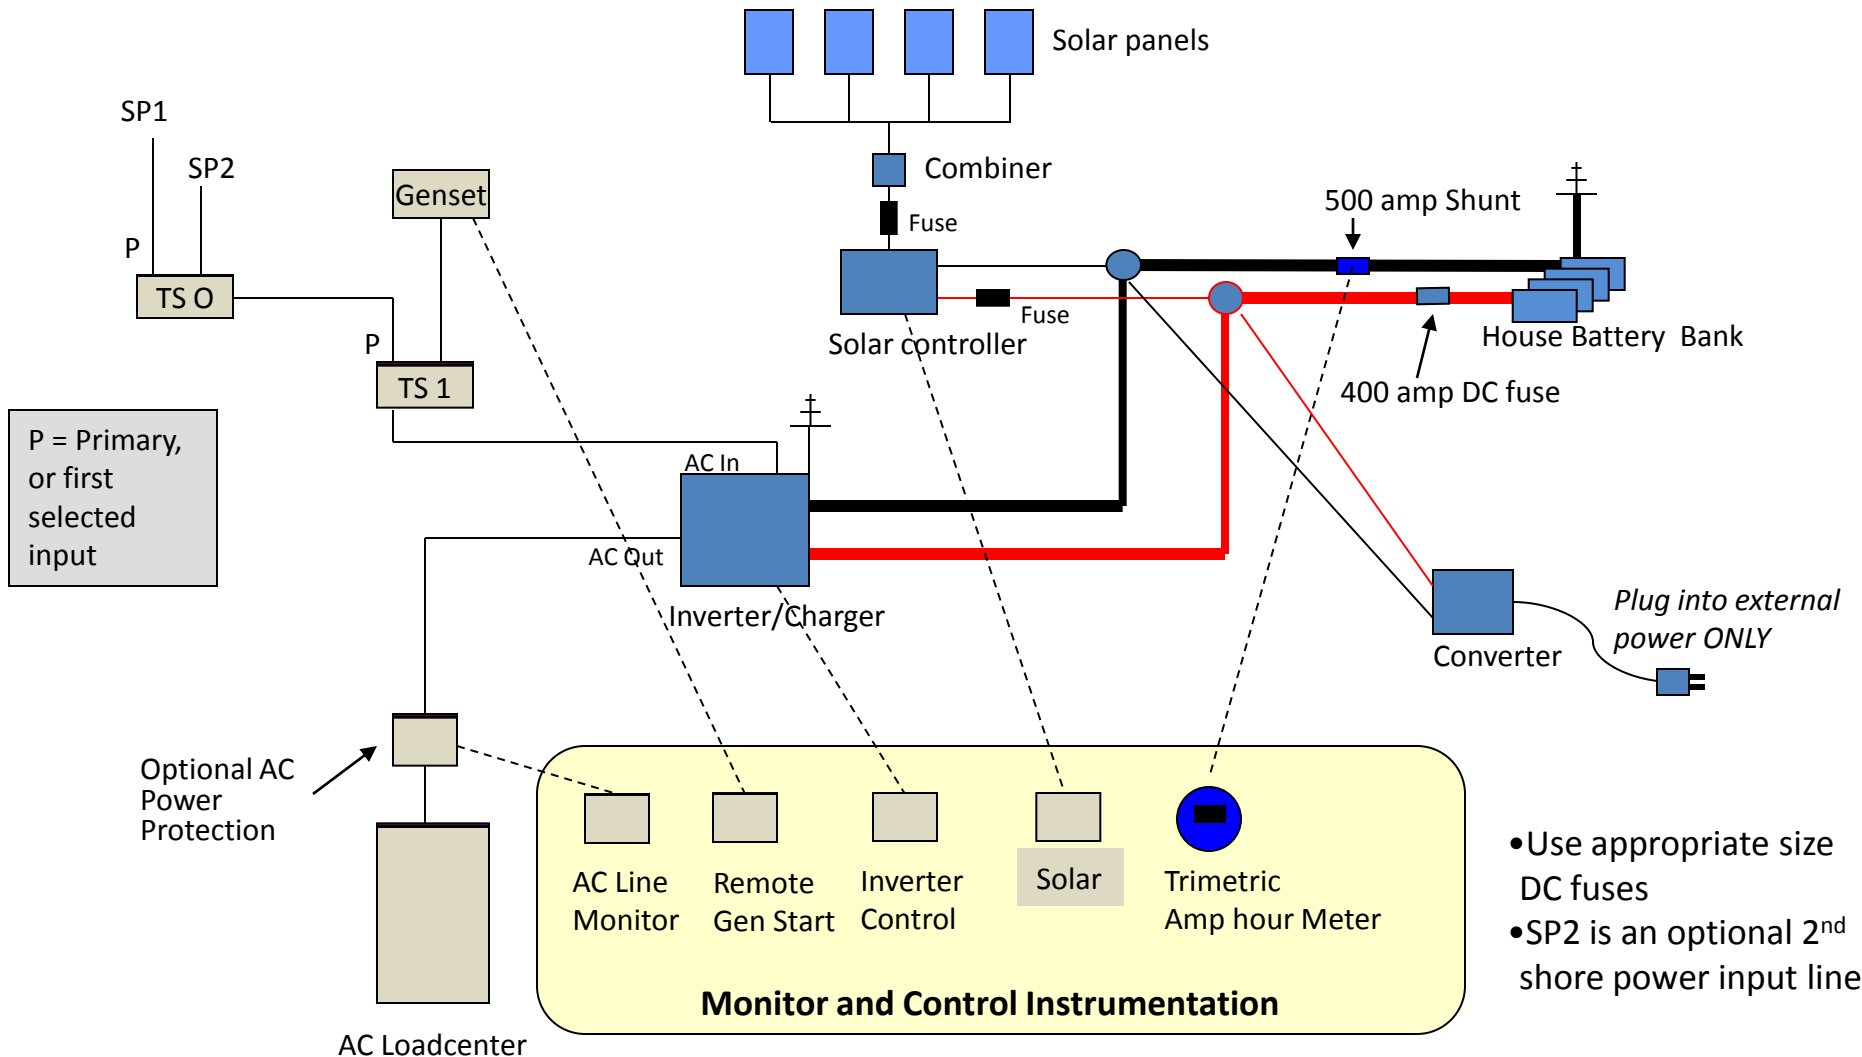 Solar panels
SP1
SP2
Combiner
Genset
500 amp Shunt
Fuse
P
TS O
Fuse
Solar controller
House Battery Bank
P
TS 1
400 amp DC fuse
P = Primary,
or first
selected
input
AC In
AC Out
Inverter/Charger
Plug into external
power ONLY
Converter
Optional AC
Power
Protection
AC Line
Monitor
Remote
Gen Start
Inverter
Control
Solar
Trimetric
Amp hour Meter
•Use appropriate size
DC fuses
•SP2 is an optional 2nd
shore power input line
Monitor and Control Instrumentation
AC Loadcenter